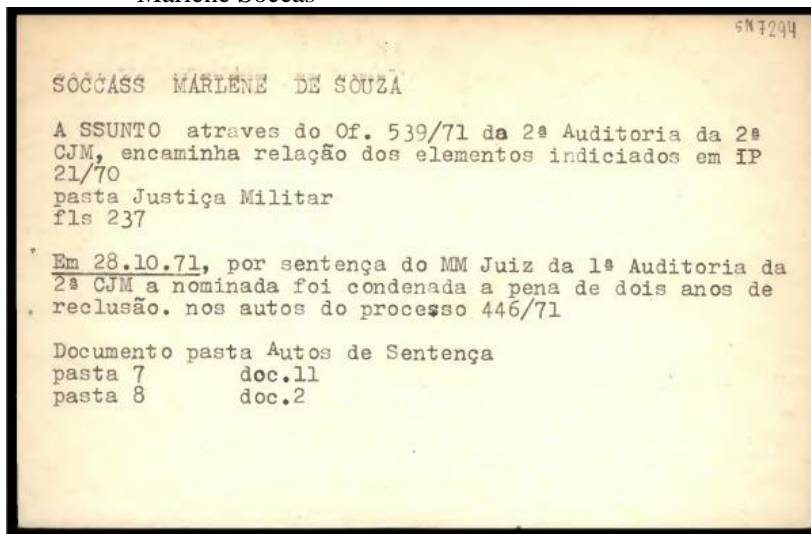 Marlene Soccas
SN7294
SOCCASS MARLENE DE SOUZA
A SSUNTO atraves do Of. 539/71 da 2ª Auditoria da 2ª
CJM, encaminha relação dos elementos indiciados em IP
21/70
pasta Justiça Militar
fls 237
Em 28.10.71, por sentença do MM Juiz da 1ª Auditoria da
2ª CJM a nominada foi condenada a pena de dois anos de
reclusão. nos autos do processo 446/71
Documento pasta Autos de Sentença
pasta 7 doc.11
pasta 8 doc.2